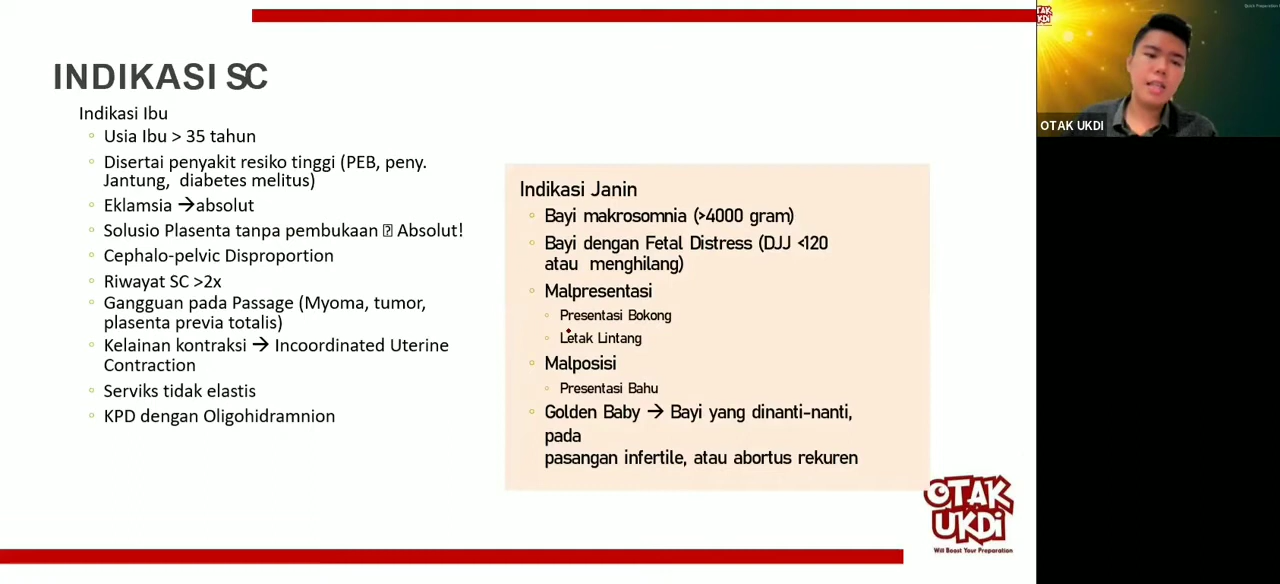 INDIKASI SC
Indikasi Ibu
Usia Ibu > 35 tahun
Disertai penyakit resiko tinggi (PEB, peny.
Jantung, diabetes melitus)
Eklamsia →absolut
Solusio Plasenta tanpa pembukaan Absolut!
Cephalo-pelvic Disproportion
Riwayat SC >2x
Gangguan pada Passage (Myoma, tumor,
plasenta previa totalis)
Kelainan kontraksi → Incoordinated Uterine
Contraction
Serviks tidak elastis
KPD dengan Oligohidramnion
Indikasi Janin
Bayi makrosomnia (>4000 gram)
Bayi dengan Fetal Distress (DJJ <120
atau menghilang)
Malpresentasi
Presentasi Bokong
Letak Lintang
Malposisi
Presentasi Bahu
Golden Baby → Bayi yang dinanti-nanti,
pada
pasangan infertile, atau abortus rekuren
OTAK
UKDI
Will Boost Your Preparation
OTAK UKDI